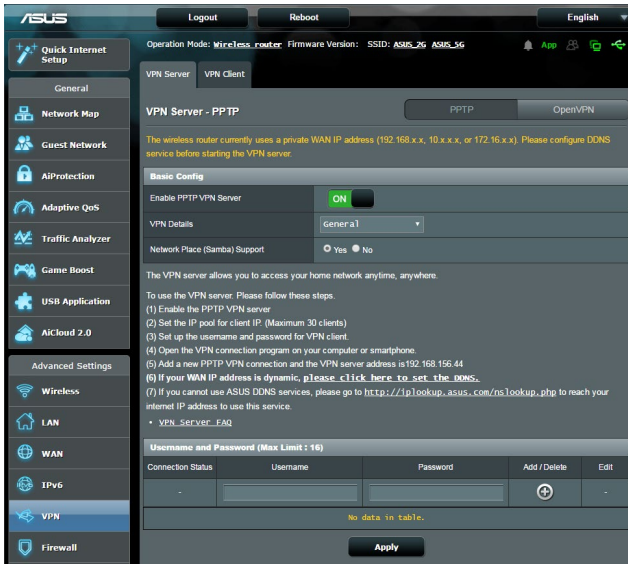 ASUS
Logout
Reboot
English
Quick Internet Setup
Operation Mode: Wireless router Firmware Version: SSID: ASUS_2G ASUS_5G
App
General
Network Map
Guest Network
AiProtection
Adaptive QoS
Traffic Analyzer
Game Boost
USB Application
AiCloud 2.0
Advanced Settings
Wireless
LAN
WAN
IPv6
VPN
Firewall
VPN Server
VPN Client
VPN Server - PPTP
PPTP
OpenVPN
The wireless router currently uses a private WAN IP address (192.168.x.x, 10.x.x.x, or 172.16.x.x). Please configure DDNS
service before starting the VPN server.
Basic Config
Enable PPTP VPN Server
ON
VPN Details
General
Network Place (Samba) Support
Yes No
The VPN server allows you to access your home network anytime, anywhere.
To use the VPN server. Please follow these steps.
(1) Enable the PPTP VPN server
(2) Set the IP pool for client IP. (Maximum 30 clients)
(3) Set up the username and password for VPN client.
(4) Open the VPN connection program on your computer or smartphone.
(5) Add a new PPTP VPN connection and the VPN server address is192.168.156.44
(6) If your WAN IP address is dynamic, please click here to set the DDNS.
(7) If you cannot use ASUS DDNS services, please go to http://iplookup.asus.com/nslookup.php to reach your
internet IP address to use this service.
• VPN Server FAQ
Username and Password (Max Limit : 16)
Connection Status
Username
Password
Add / Delete
Edit
-
-
No data in table.
Apply